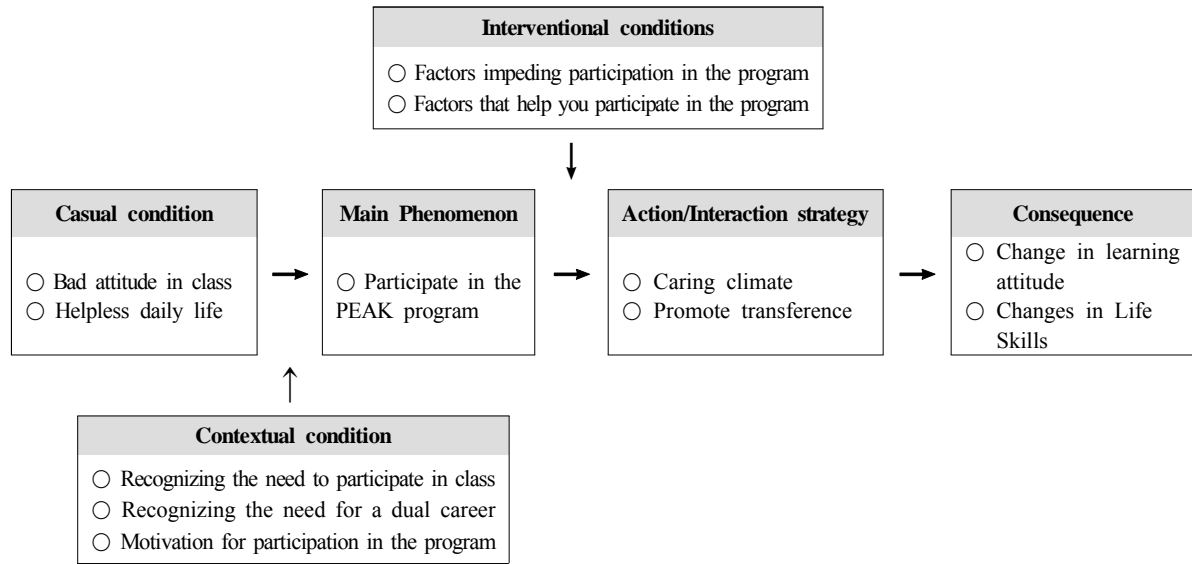 Interventional conditions
○ Factors impeding participation in the program
○ Factors that help you participate in the program
Casual condition
○ Bad attitude in class
○ Helpless daily life
Main Phenomenon
○ Participate in the
PEAK program
Action/Interaction strategy
○ Caring climate
○ Promote transference
Consequence
○ Change in learning
attitude
○ Changes in Life
Skills
Contextual condition
○ Recognizing the need to participate in class
○ Recognizing the need for a dual career
○ Motivation for participation in the program